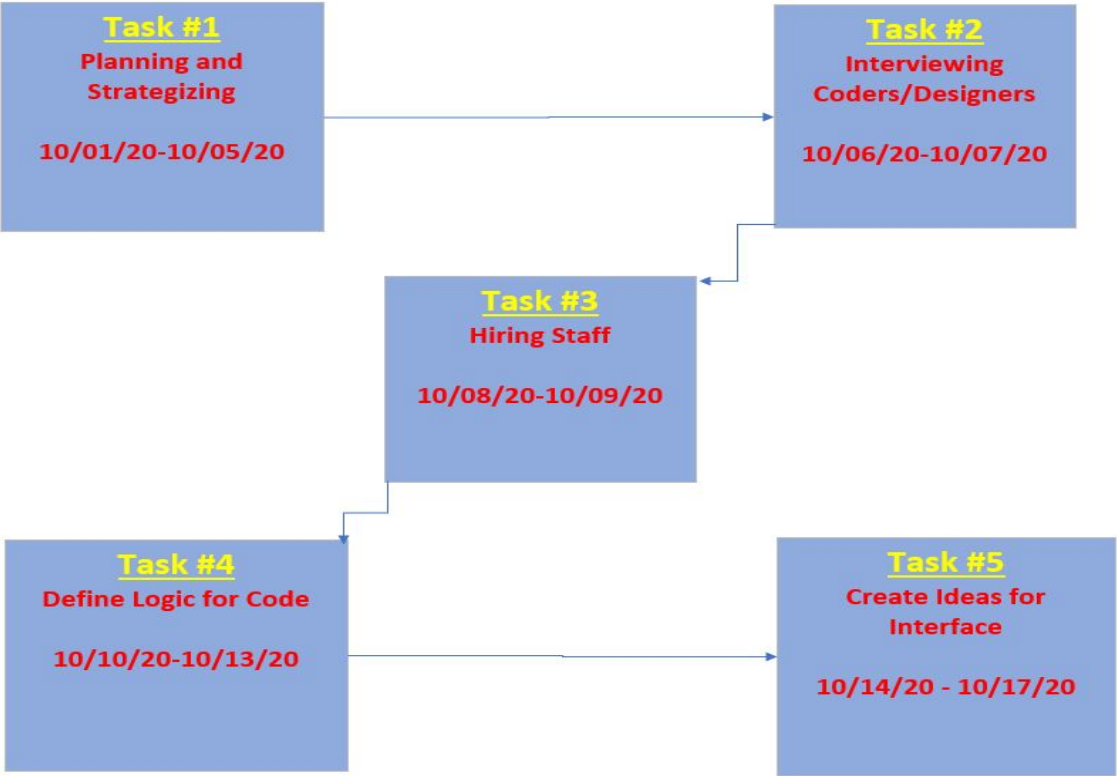 Task #1
Planning and
Strategizing
10/01/20-10/05/20
Task #2
Interviewing
Coders/Designers
10/06/20-10/07/20
Task #3
Hiring Staff
10/08/20-10/09/20
Task #4
Define Logic for Code
10/10/20-10/13/20
Task #5
Create Ideas for
Interface
10/14/20 - 10/17/20